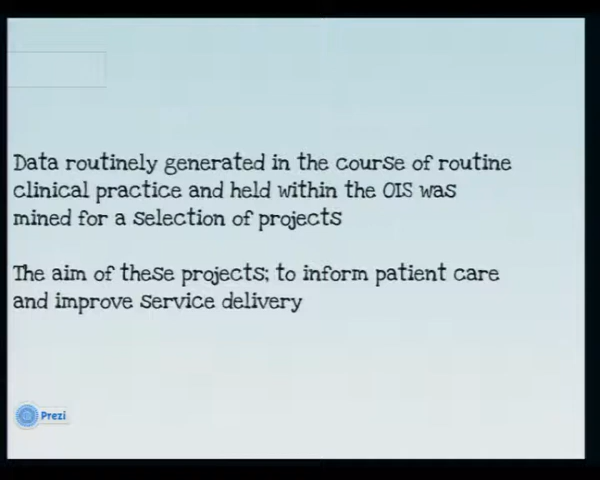 Data routinely generated in the course of routine
clinical practice and held within the OIS was
mined for a selection of projects
The aim of these projects; to inform patient care
and improve service delivery
Prezi